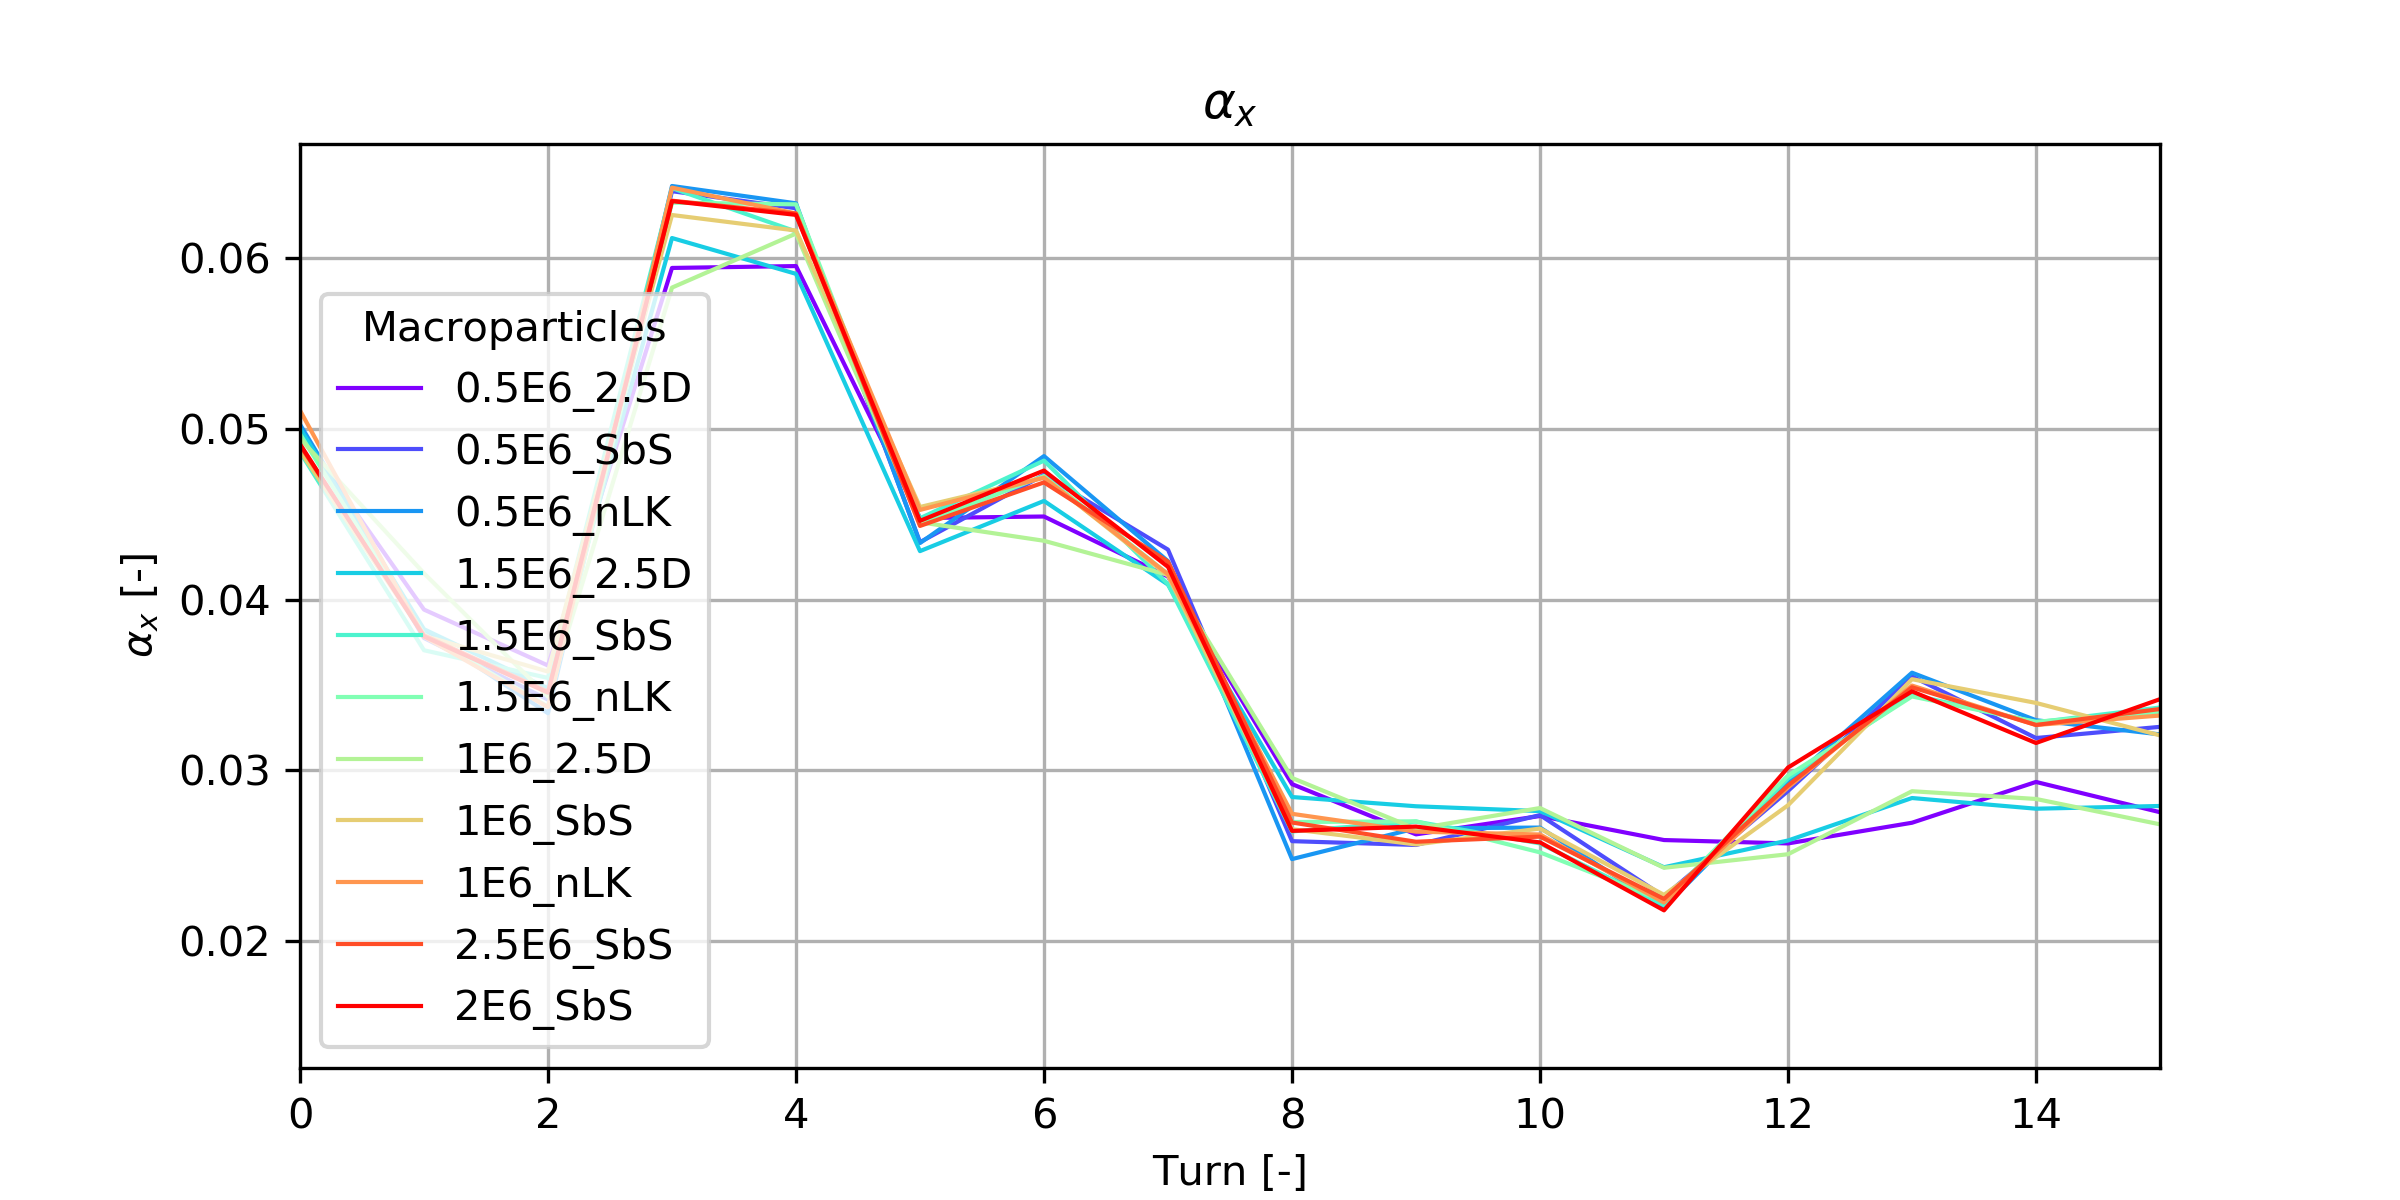 αx
αx [-]
0.06
0.05
0.04
0.03
0.02
Macroparticles
0.5E6_2.5D
0.5E6_SbS
0.5E6_nLK
1.5E6_2.5D
1.5E6_SbS
1.5E6_nLK
1E6_2.5D
1E6_SbS
1E6_nLK
2.5E6_SbS
2E6_SbS
0 2 4 6 8 10 12 14
Turn [-]